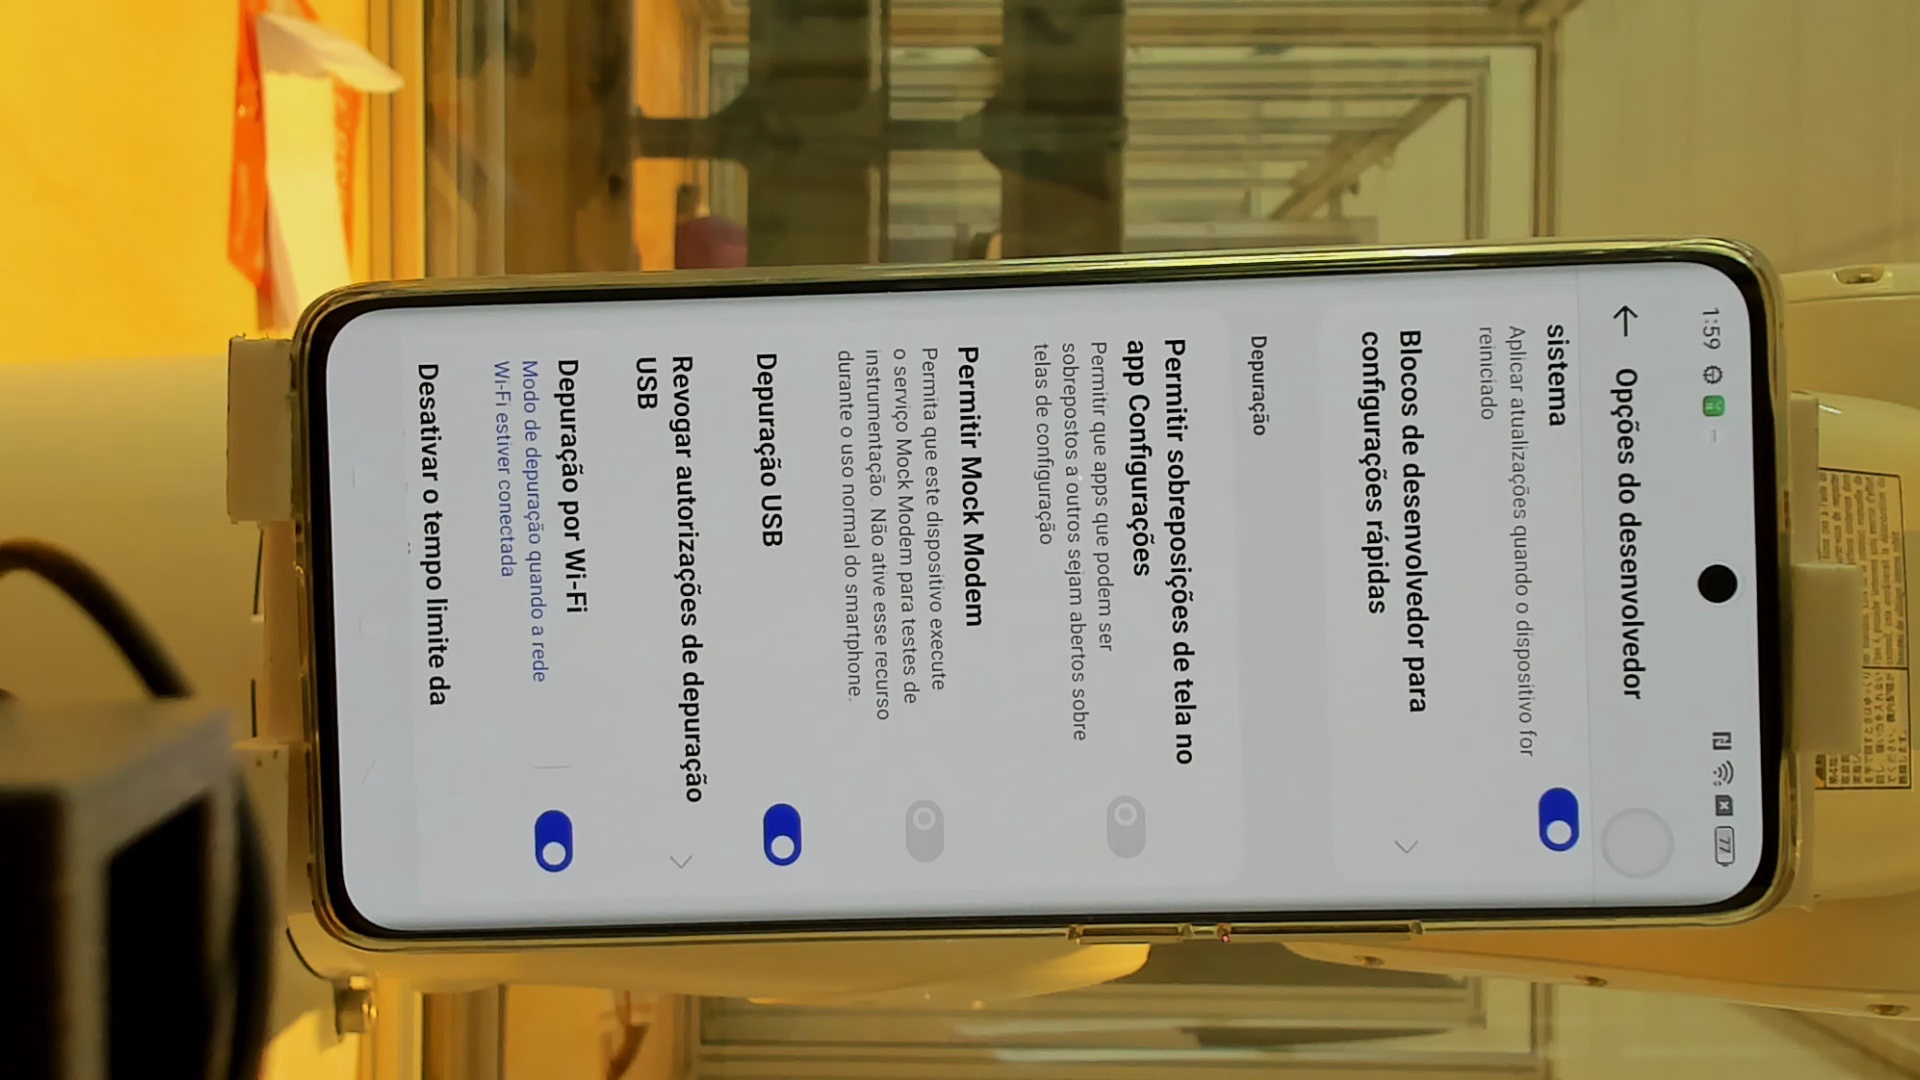 1:59
77
Opções do desenvolvedor
sistema
Aplicar atualizações quando o dispositivo for
reiniciado
Blocos de desenvolvedor para
configurações rápidas
Depuração
Permitir sobreposições de tela no
app Configurações
Permitir que apps que podem ser
sobrepostos a outros sejam abertos sobre
telas de configuração
Permitir Mock Modem
Permita que este dispositivo execute
o serviço Mock Modem para testes de
instrumentação. Não ative esse recurso
durante o uso normal do smartphone.
Depuração USB
Revogar autorizações de depuração
USB
Depuração por Wi-Fi
Modo de depuração quando a rede
Wi-Fi estiver conectada
Desativar o tempo limite da